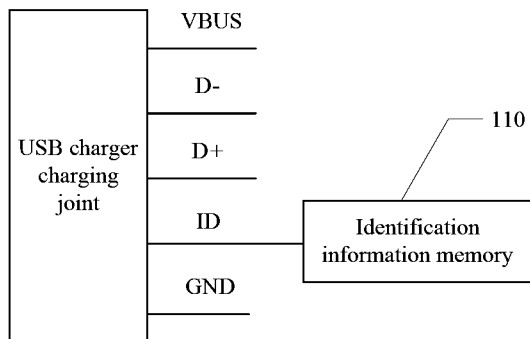 VBUS
D-
D+
USB charger
charging
joint
ID
GND
110
Identification
information memory